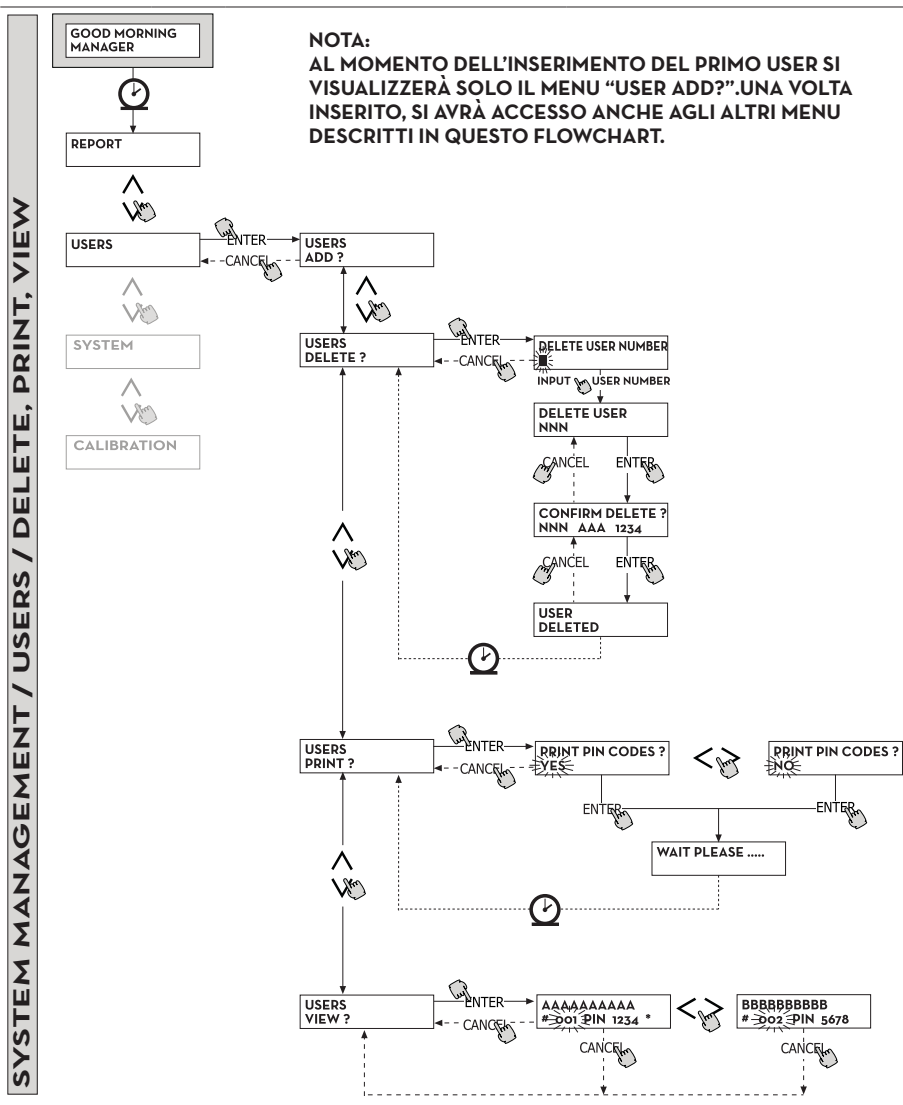 SYSTEM MANAGEMENT / USERS / DELETE, PRINT, VIEW
GOOD MORNING
MANAGER
NOTA:
AL MOMENTO DELL’INSERIMENTO DEL PRIMO USER SI
VISUALIZZERÀ SOLO IL MENU “USER ADD?”.UNA VOLTA
INSERITO, SI AVRÀ ACCESSO ANCHE AGLI ALTRI MENU
DESCRITTI IN QUESTO FLOWCHART.
REPORT
USERS
ENTER
CANCEL
USERS
ADD ?
SYSTEM
CALIBRATION
USERS
DELETE ?
ENTER
CANCEL
DELETE USER NUMBER
INPUT USER NUMBER
DELETE USER
NNN
CANCEL
ENTER
CONFIRM DELETE ?
NNN AAA 1234
CANCEL
ENTER
USER
DELETED
USERS
PRINT ?
ENTER
CANCEL
PRINT PIN CODES ?
YES
PRINT PIN CODES ?
NO
ENTER
ENTER
WAIT PLEASE .....
USERS
VIEW ?
ENTER
CANCEL
AAAAAAAAAA
# 001 PIN 1234 *
BBBBBBBBBB
# 002 PIN 5678
CANCEL
CANCEL